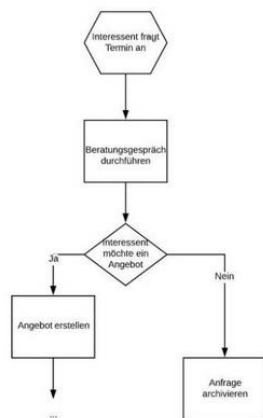 Interessent fragt
Termin an
Beratungsgespräch
durchführen
Interessent
möchte ein
Angebot
Ja
Nein
Angebot erstellen
Anfrage
archivieren
...